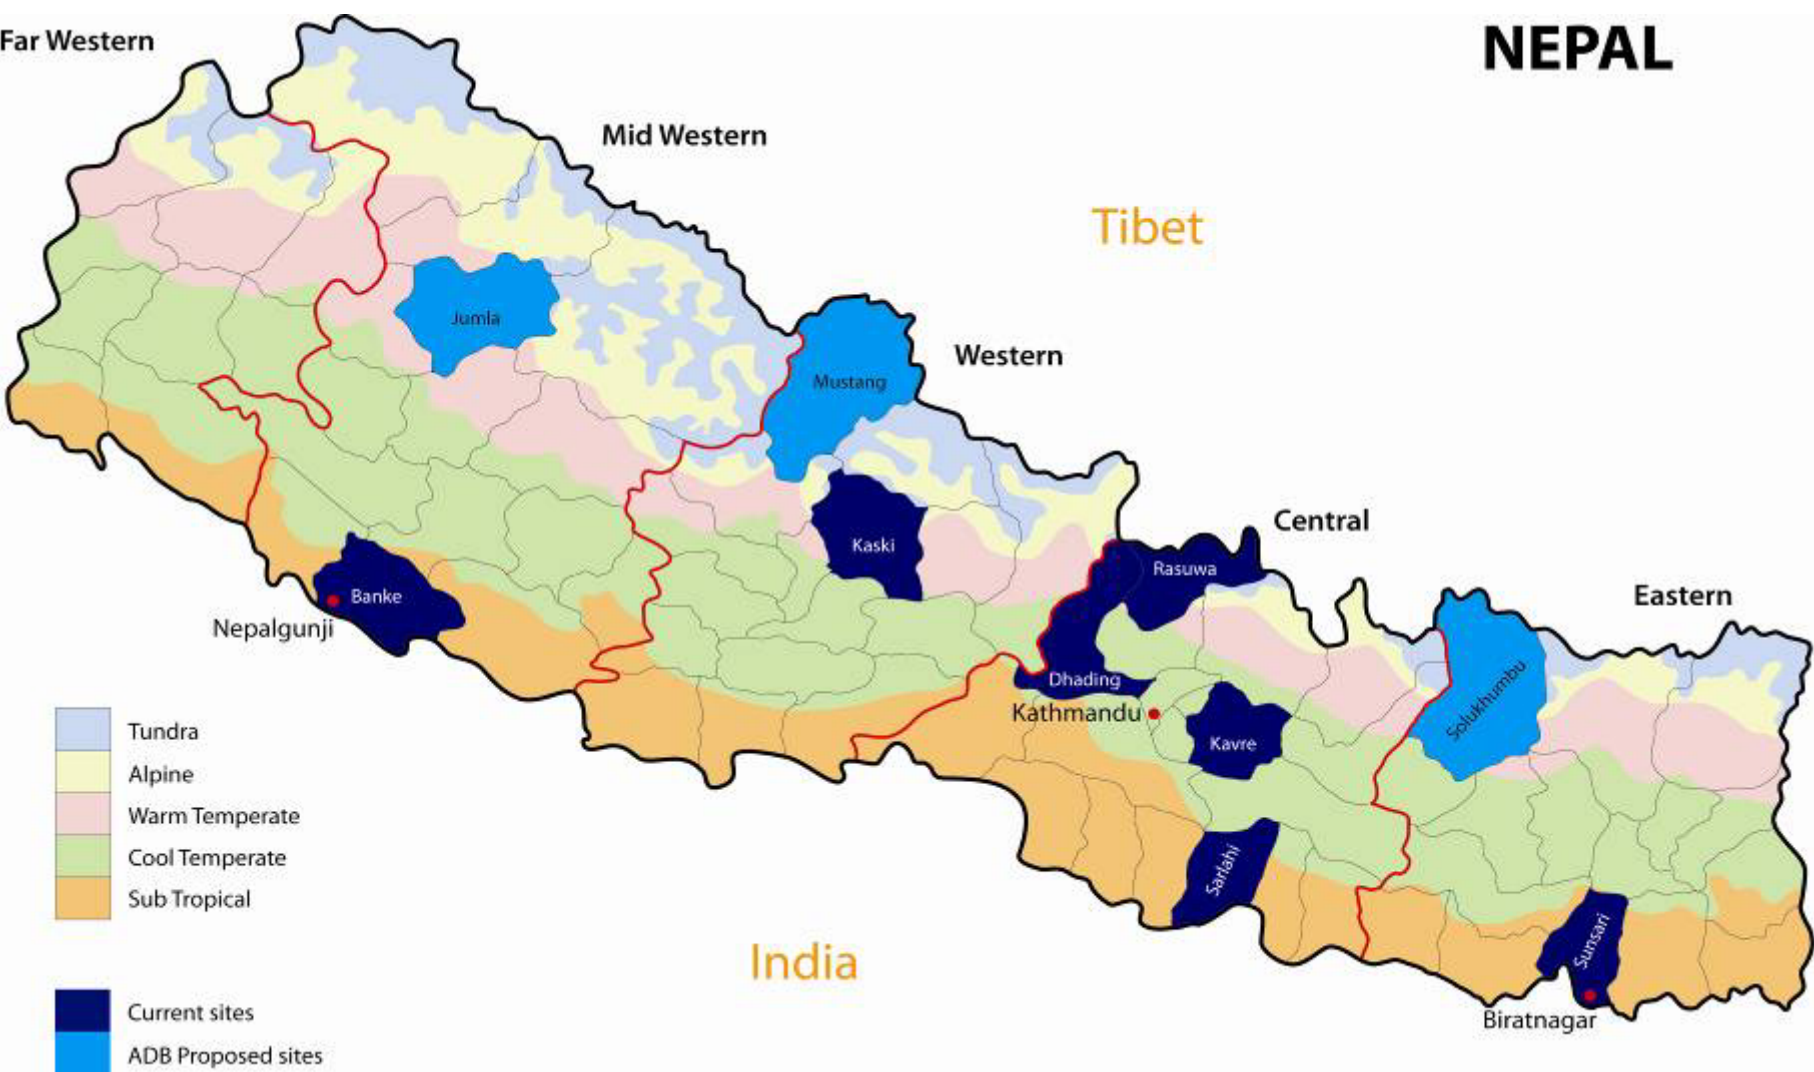 NEPAL
Far Western
Mid Western
Tibet
Jumla
Western
Mustang
Central
Kaski
Rasuwa
Banke
Eastern
Nepalgunji
Dhading
Solukhumbu
Kathmandu
Kavre
Tundra
Alpine
Warm Temperate
Cool Temperate
Sub Tropical
Sarlahi
Sunsari
India
Current sites
Biratnagar
ADB Proposed sites